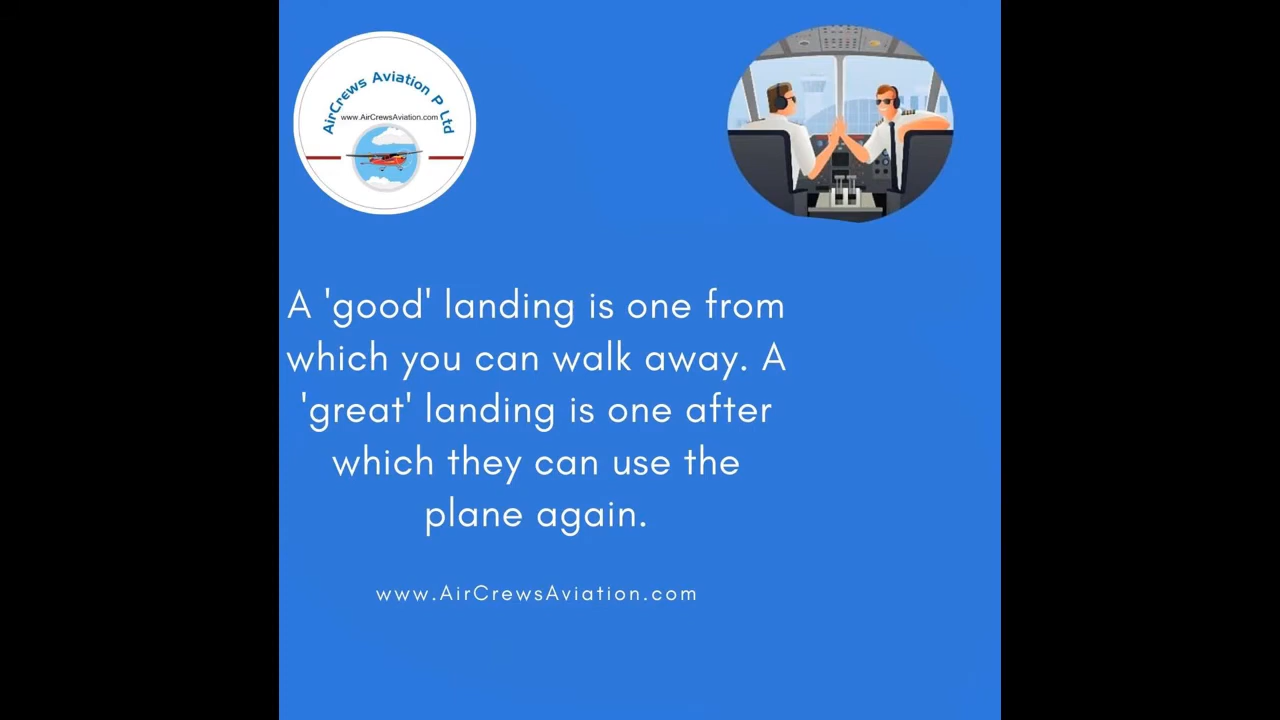 AirCrews Aviation P Ltd
www.AirCrewsAviation.com
A 'good' landing is one from
which you can walk away. A
'great' landing is one after
which they can use the
plane again.
www.AirCrewsAviation.com